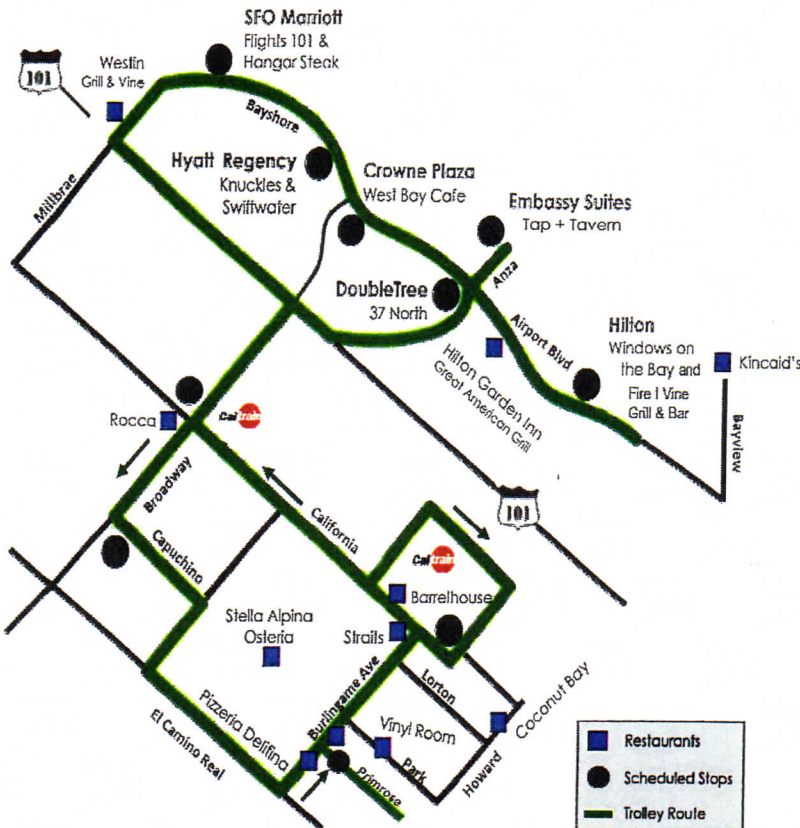 SFO Marriott
Flights 101 &
Hangar Steak
Westin
Grill & Vine
101
Bayshore
Hyatt Regency
Knuckles &
Swiftwater
Crowne Plaza
West Bay Cafe
Embassy Suites
Tap + Tavern
Millbrae
Anza
DoubleTree
37 North
Airport Blvd
Hilton
Windows on
the Bay and
Fire | Vine
Grill & Bar
Kincaid's
Hilton Garden Inn
Great American
Grill
Bayview
Rocca
Caltrain
Broadway
101
California
Capuchino
Caltrain
Barrelhouse
Stella Alpina
Osteria
Straits
Burlingame Ave
Lorton
Coconut Bay
Pizzeria Delfina
El Camino Real
Vinyl Room
Park
Howard
Primrose
Restaurants
Scheduled Stops
Trolley Route